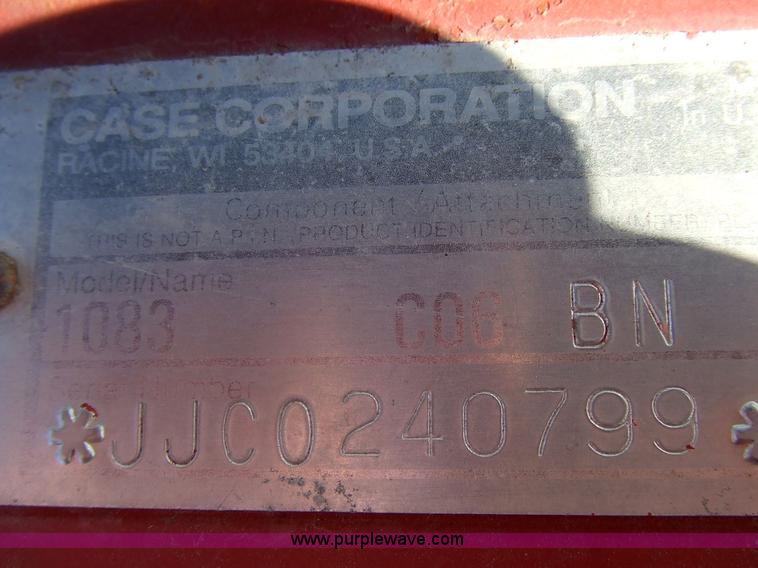 CASE CORPORATION
RACINE, WI 53404 U.S.A.
in U.S
Component / Attachment
THIS IS NOT A P.I.N. (PRODUCT IDENTIFICATION NUMBER)
Model/Name
1083 C06 BN
Serial Number
*JJC0240799*
www.purplewave.com